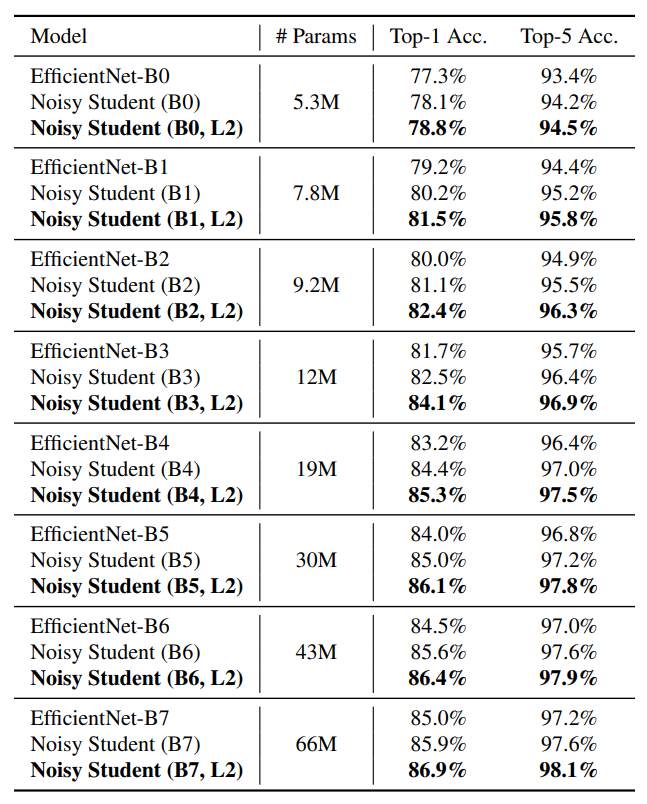 Model # Params Top-1 Acc. Top-5 Acc.
EfficientNet-B0 77.3% 93.4%
Noisy Student (B0) 5.3M 78.1% 94.2%
Noisy Student (B0, L2) 78.8% 94.5%
EfficientNet-B1 79.2% 94.4%
Noisy Student (B1) 7.8M 80.2% 95.2%
Noisy Student (B1, L2) 81.5% 95.8%
EfficientNet-B2 80.0% 94.9%
Noisy Student (B2) 9.2M 81.1% 95.5%
Noisy Student (B2, L2) 82.4% 96.3%
EfficientNet-B3 81.7% 95.7%
Noisy Student (B3) 12M 82.5% 96.4%
Noisy Student (B3, L2) 84.1% 96.9%
EfficientNet-B4 83.2% 96.4%
Noisy Student (B4) 19M 84.4% 97.0%
Noisy Student (B4, L2) 85.3% 97.5%
EfficientNet-B5 84.0% 96.8%
Noisy Student (B5) 30M 85.0% 97.2%
Noisy Student (B5, L2) 86.1% 97.8%
EfficientNet-B6 84.5% 97.0%
Noisy Student (B6) 43M 85.6% 97.6%
Noisy Student (B6, L2) 86.4% 97.9%
EfficientNet-B7 85.0% 97.2%
Noisy Student (B7) 66M 85.9% 97.6%
Noisy Student (B7, L2) 86.9% 98.1%